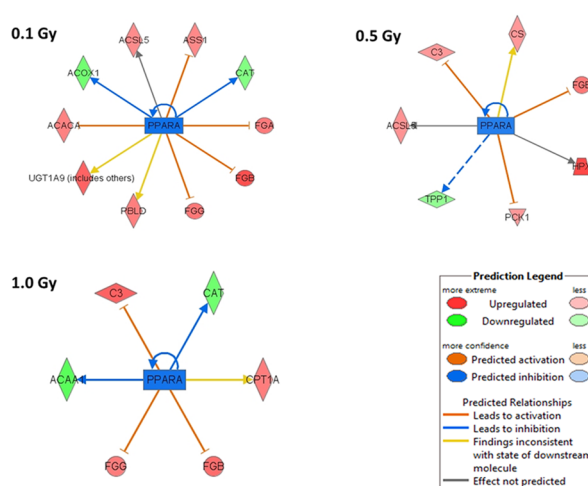 0.1 Gy
ACSL5
ASS1
ACOX1
CAT
ACACA
PPARA
FGA
UGT1A9 (includes others)
FGB
PBLD
FGG
0.5 Gy
CS
C3
PPARA
TPP1
PCK1
1.0 Gy
C3
CAT
PPARA
CPT1A
FGG
FGB
Prediction Legend
more extreme less
Upregulated
Downregulated
more confidence less
Predicted activation
Predicted inhibition
Predicted Relationships
Leads to activation
Leads to inhibition
Findings inconsistent
with state of downstream
molecule
Effect not predicted